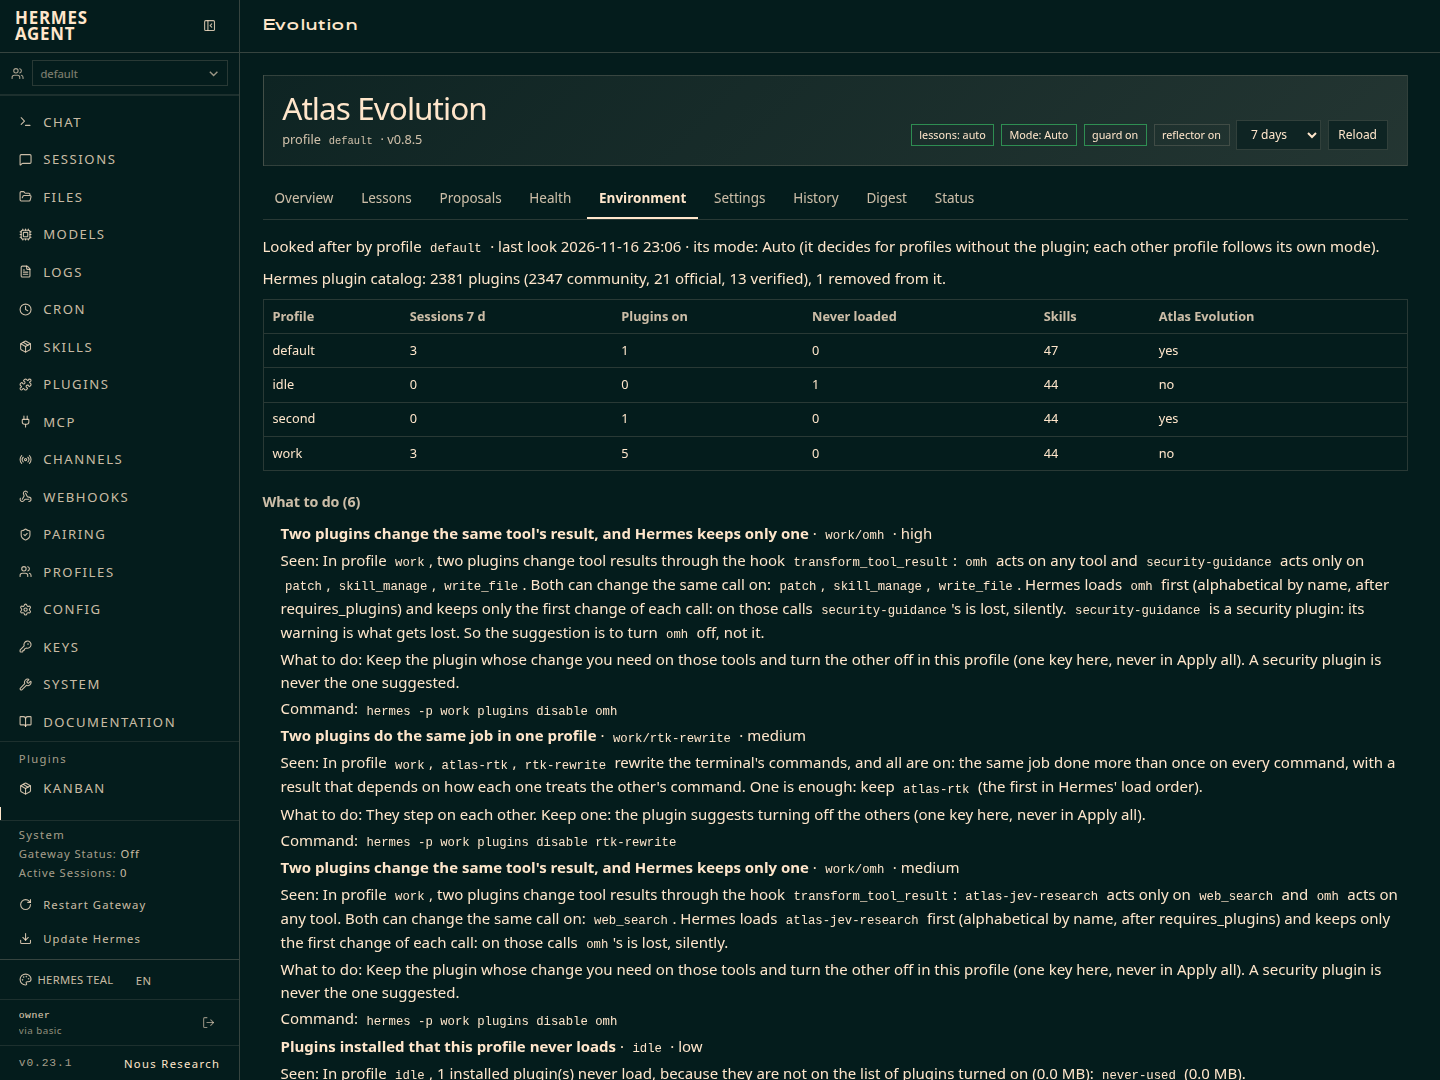 HERMES
AGENT
default
CHAT
SESSIONS
FILES
MODELS
LOGS
CRON
SKILLS
PLUGINS
MCP
CHANNELS
WEBHOOKS
PAIRING
PROFILES
CONFIG
KEYS
SYSTEM
DOCUMENTATION
Plugins
KANBAN
System
Gateway Status: Off
Active Sessions: 0
Restart Gateway
Update Hermes
HERMES TEAL EN
owner
via basic
v0.23.1 Nous Research
Evolution
Atlas Evolution
profile default · v0.8.5
lessons: auto Mode: Auto guard on reflector on 7 days Reload
Overview Lessons Proposals Health Environment Settings History Digest Status
Looked after by profile default · last look 2026-11-16 23:06 · its mode: Auto (it decides for profiles without the plugin; each other profile follows its own mode).
Hermes plugin catalog: 2381 plugins (2347 community, 21 official, 13 verified), 1 removed from it.
Profile Sessions 7 d Plugins on Never loaded Skills Atlas Evolution
default 3 1 0 47 yes
idle 0 0 1 44 no
second 0 1 0 44 yes
work 3 5 0 44 no
What to do (6)
Two plugins change the same tool's result, and Hermes keeps only one · work/omh · high
Seen: In profile work , two plugins change tool results through the hook transform_tool_result : omh acts on any tool and security-guidance acts only on
patch , skill_manage , write_file . Both can change the same call on: patch , skill_manage , write_file . Hermes loads omh first (alphabetical by name, after
requires_plugins) and keeps only the first change of each call: on those calls security-guidance 's is lost, silently. security-guidance is a security plugin: its
warning is what gets lost. So the suggestion is to turn omh off, not it.
What to do: Keep the plugin whose change you need on those tools and turn the other off in this profile (one key here, never in Apply all). A security plugin is
never the one suggested.
Command: hermes -p work plugins disable omh
Two plugins do the same job in one profile · work/rtk-rewrite · medium
Seen: In profile work , atlas-rtk , rtk-rewrite rewrite the terminal's commands, and all are on: the same job done more than once on every command, with a
result that depends on how each one treats the other's command. One is enough: keep atlas-rtk (the first in Hermes' load order).
What to do: They step on each other. Keep one: the plugin suggests turning off the others (one key here, never in Apply all).
Command: hermes -p work plugins disable rtk-rewrite
Two plugins change the same tool's result, and Hermes keeps only one · work/omh · medium
Seen: In profile work , two plugins change tool results through the hook transform_tool_result : atlas-jev-research acts only on web_search and omh acts on
any tool. Both can change the same call on: web_search . Hermes loads atlas-jev-research first (alphabetical by name, after requires_plugins) and keeps only
the first change of each call: on those calls omh 's is lost, silently.
What to do: Keep the plugin whose change you need on those tools and turn the other off in this profile (one key here, never in Apply all). A security plugin is
never the one suggested.
Command: hermes -p work plugins disable omh
Plugins installed that this profile never loads · idle · low
Seen: In profile idle , 1 installed plugin(s) never load, because they are not on the list of plugins turned on (0.0 MB): never-used (0.0 MB).